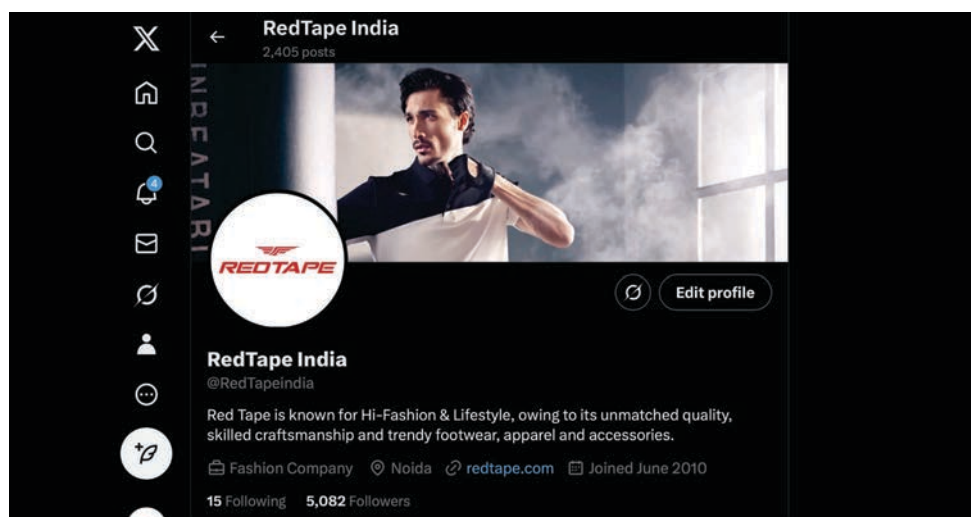 RedTape India
2,405 posts
INBEATABI
4
REDTAPE
Edit profile
RedTape India
@RedTapeindia
Red Tape is known for Hi-Fashion & Lifestyle, owing to its unmatched quality,
skilled craftsmanship and trendy footwear, apparel and accessories.
Fashion Company Noida redtape.com Joined June 2010
15 Following 5,082 Followers